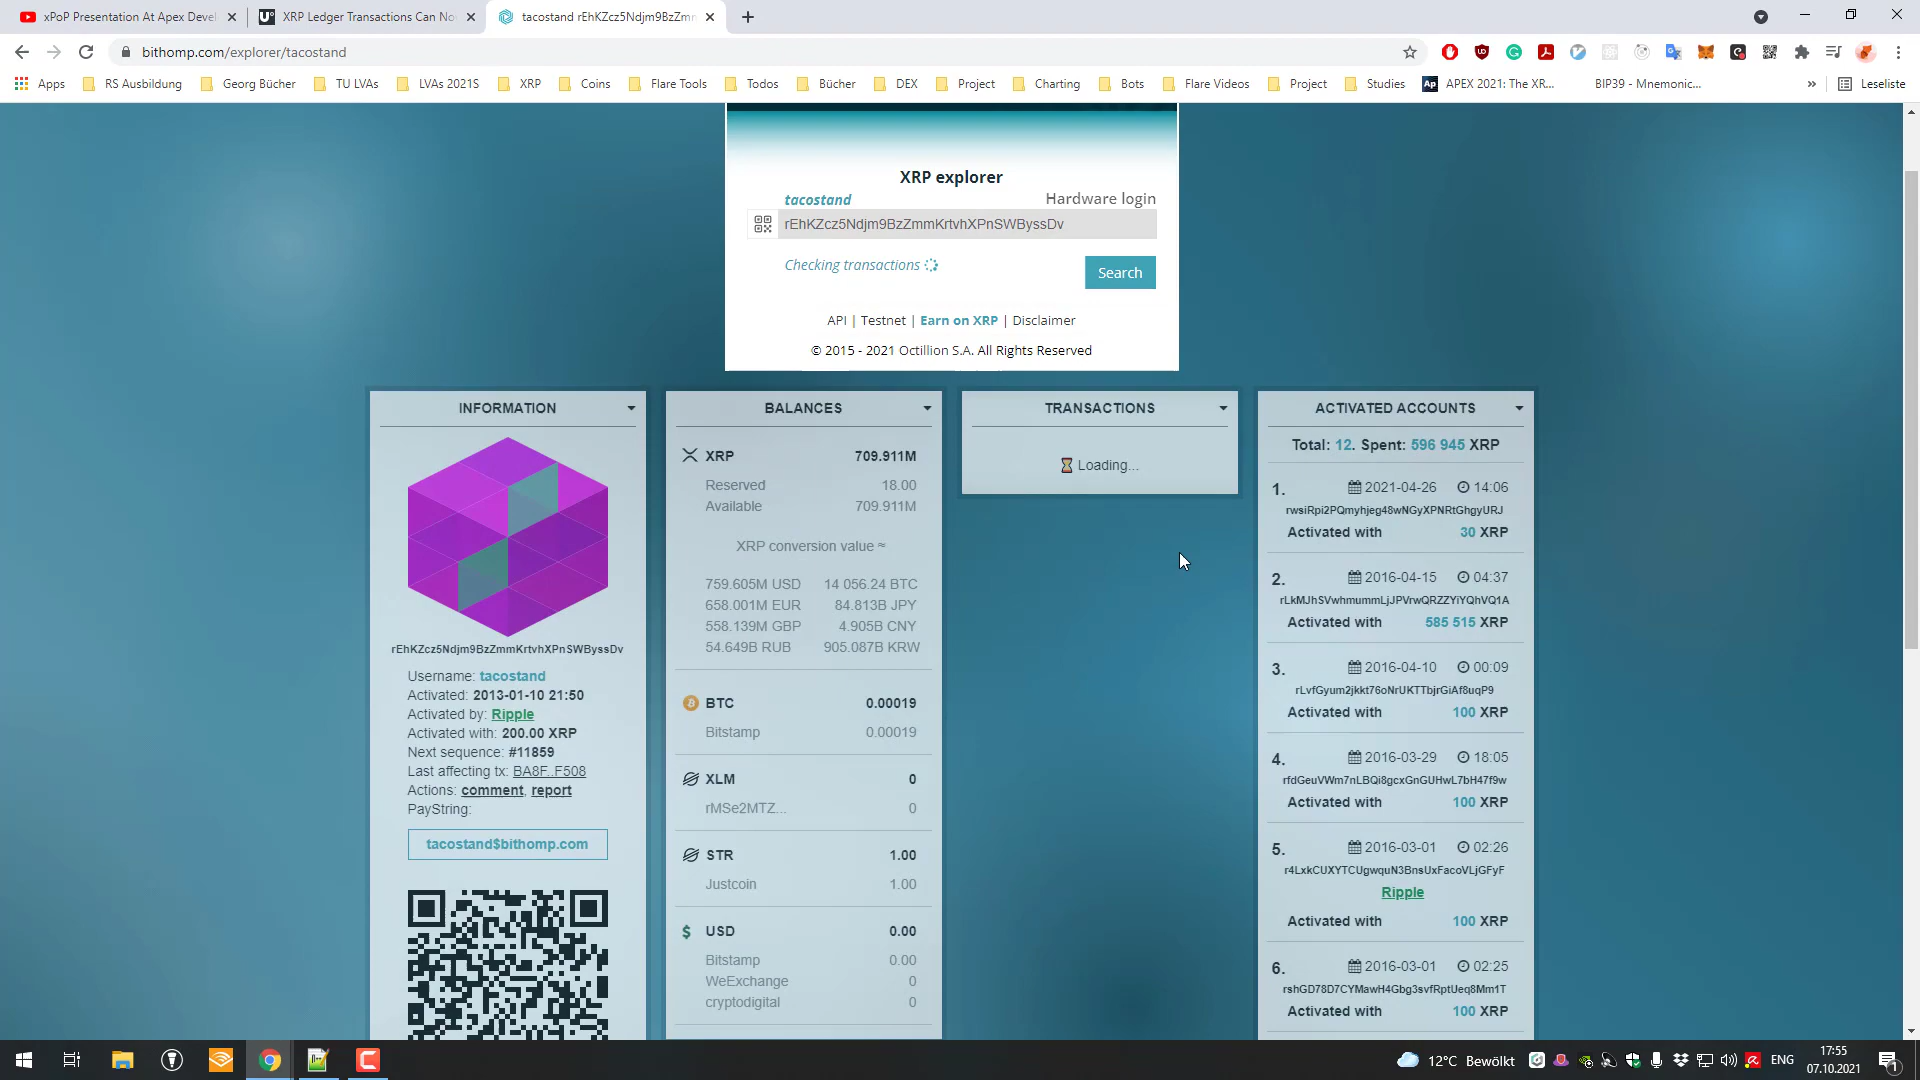 xPoP Presentation At Apex Devel
XRP Ledger Transactions Can No
tacostand rEhKZcz5Ndjm9BzZmr
bithomp.com/explorer/tacostand
Apps
RS Ausbildung
Georg Bücher
TU LVAs
LVAs 2021S
XRP
Coins
Flare Tools
Todos
Bücher
DEX
Project
Charting
Bots
Flare Videos
Project
Studies
APEX 2021: The XR...
BIP39 - Mnemonic...
Leseliste
XRP explorer
tacostand
Hardware login
rEhKZcz5Ndjm9BzZmmKrtvhXPnSWByssDv
Checking transactions
Search
API | Testnet | Earn on XRP | Disclaimer
© 2015 - 2021 Octillion S.A. All Rights Reserved
INFORMATION
rEhKZcz5Ndjm9BzZmmKrtvhXPnSWByssDv
Username: tacostand
Activated: 2013-01-10 21:50
Activated by: Ripple
Activated with: 200.00 XRP
Next sequence: #11859
Last affecting tx: BA8F..F508
Actions: comment, report
PayString:
tacostand$bithomp.com
BALANCES
XRP 709.911M
Reserved 18.00
Available 709.911M
XRP conversion value ≈
759.605M USD 14 056.24 BTC
658.001M EUR 84.813B JPY
558.139M GBP 4.905B CNY
54.649B RUB 905.087B KRW
BTC 0.00019
Bitstamp 0.00019
XLM 0
rMSe2MTZ... 0
STR 1.00
Justcoin 1.00
USD 0.00
Bitstamp 0.00
WeExchange 0
cryptodigital 0
TRANSACTIONS
Loading...
ACTIVATED ACCOUNTS
Total: 12. Spent: 596 945 XRP
1. 2021-04-26 14:06
rwsiRpi2PQmyhjeg48wNGyXPNRtGhgyURJ
Activated with 30 XRP
2. 2016-04-15 04:37
rLkMJhSVwhmummLjJPVrwQRZZYiYQhVQ1A
Activated with 585 515 XRP
3. 2016-04-10 00:09
rLvfGyum2jkkt76oNrUKTTbjrGiAf8uqP9
Activated with 100 XRP
4. 2016-03-29 18:05
rfdGeuVWm7nLBQi8gcxGnGUHwL7bH47f9w
Activated with 100 XRP
5. 2016-03-01 02:26
r4LxkCUXYTCUgwquN3BnsUxFacoVLjGFyF
Ripple
Activated with 100 XRP
6. 2016-03-01 02:25
rshGD78D7CYMawH4Gbg3svfRptUeq8Mm1T
Activated with 100 XRP
12°C Bewölkt
ENG
17:55
07.10.2021